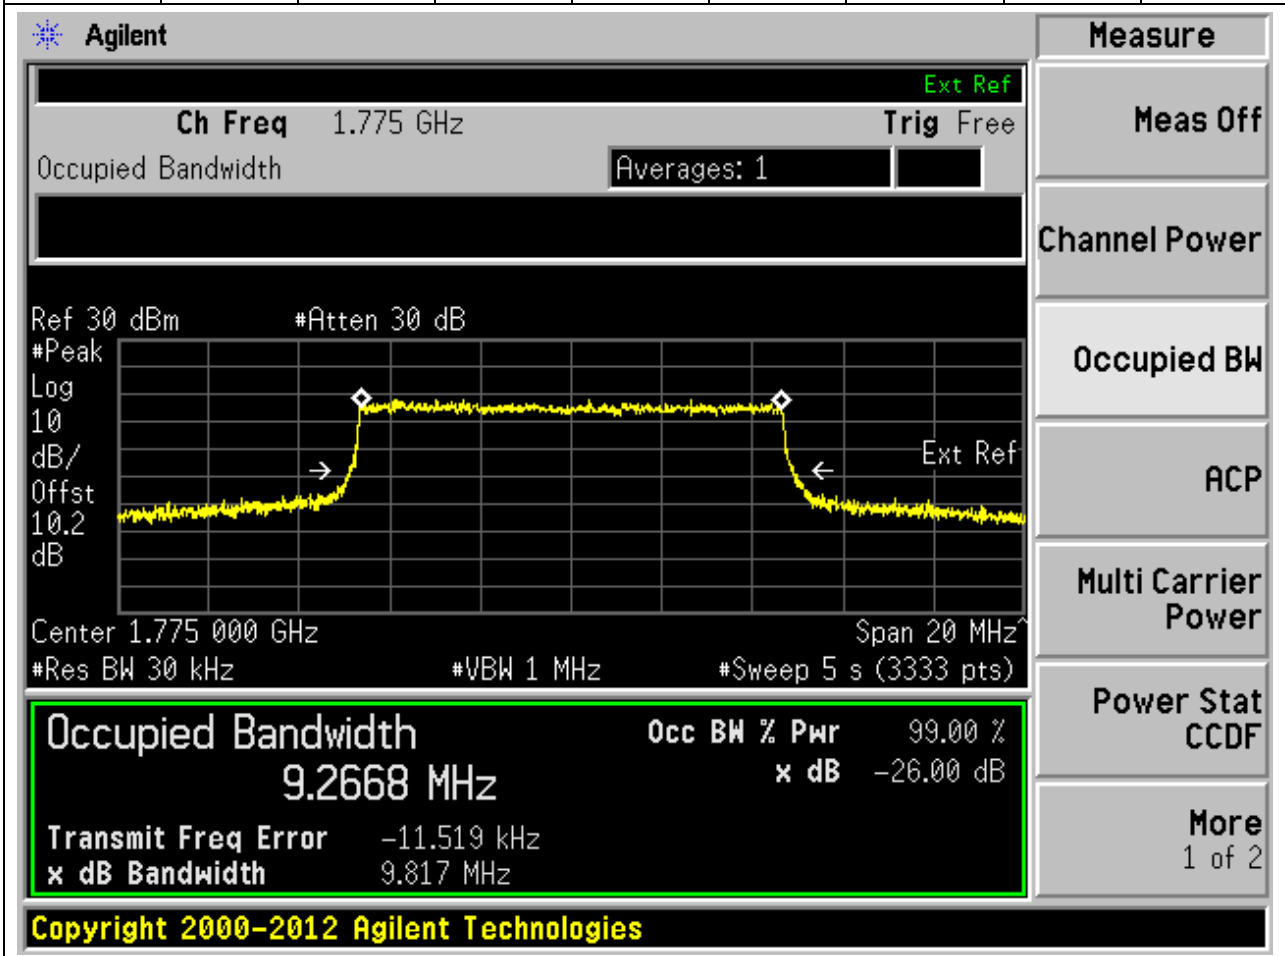 Agilent
Measure
Ext Ref
Ch Freq 1.775 GHz Trig Free
Meas Off
Occupied Bandwidth Averages: 1
Channel Power
Ref 30 dBm #Atten 30 dB
#Peak
Log
10
dB/
Offst
10.2
dB
Ext Ref
Occupied BW
ACP
Center 1.775 000 GHz Span 20 MHz^
#Res BW 30 kHz #VBW 1 MHz #Sweep 5 s (3333 pts)
Multi Carrier
Power
Occupied Bandwidth Occ BW % Pwr 99.00 %
9.2668 MHz x dB -26.00 dB
Transmit Freq Error -11.519 kHz
x dB Bandwidth 9.817 MHz
Power Stat
CCDF
More
1 of 2
Copyright 2000-2012 Agilent Technologies